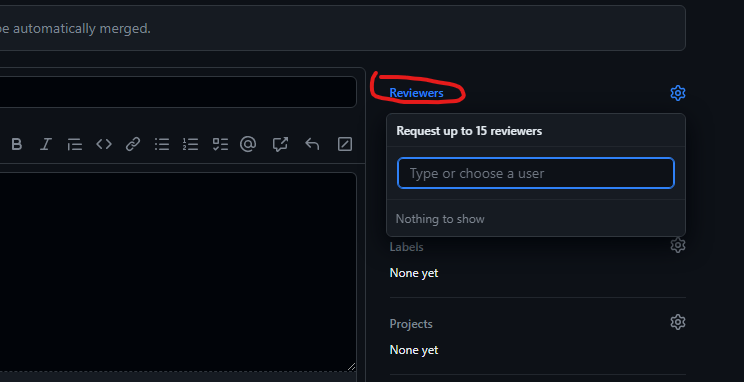 be automatically merged.
Reviewers
Request up to 15 reviewers
Type or choose a user
Nothing to show
Labels
None yet
Projects
None yet